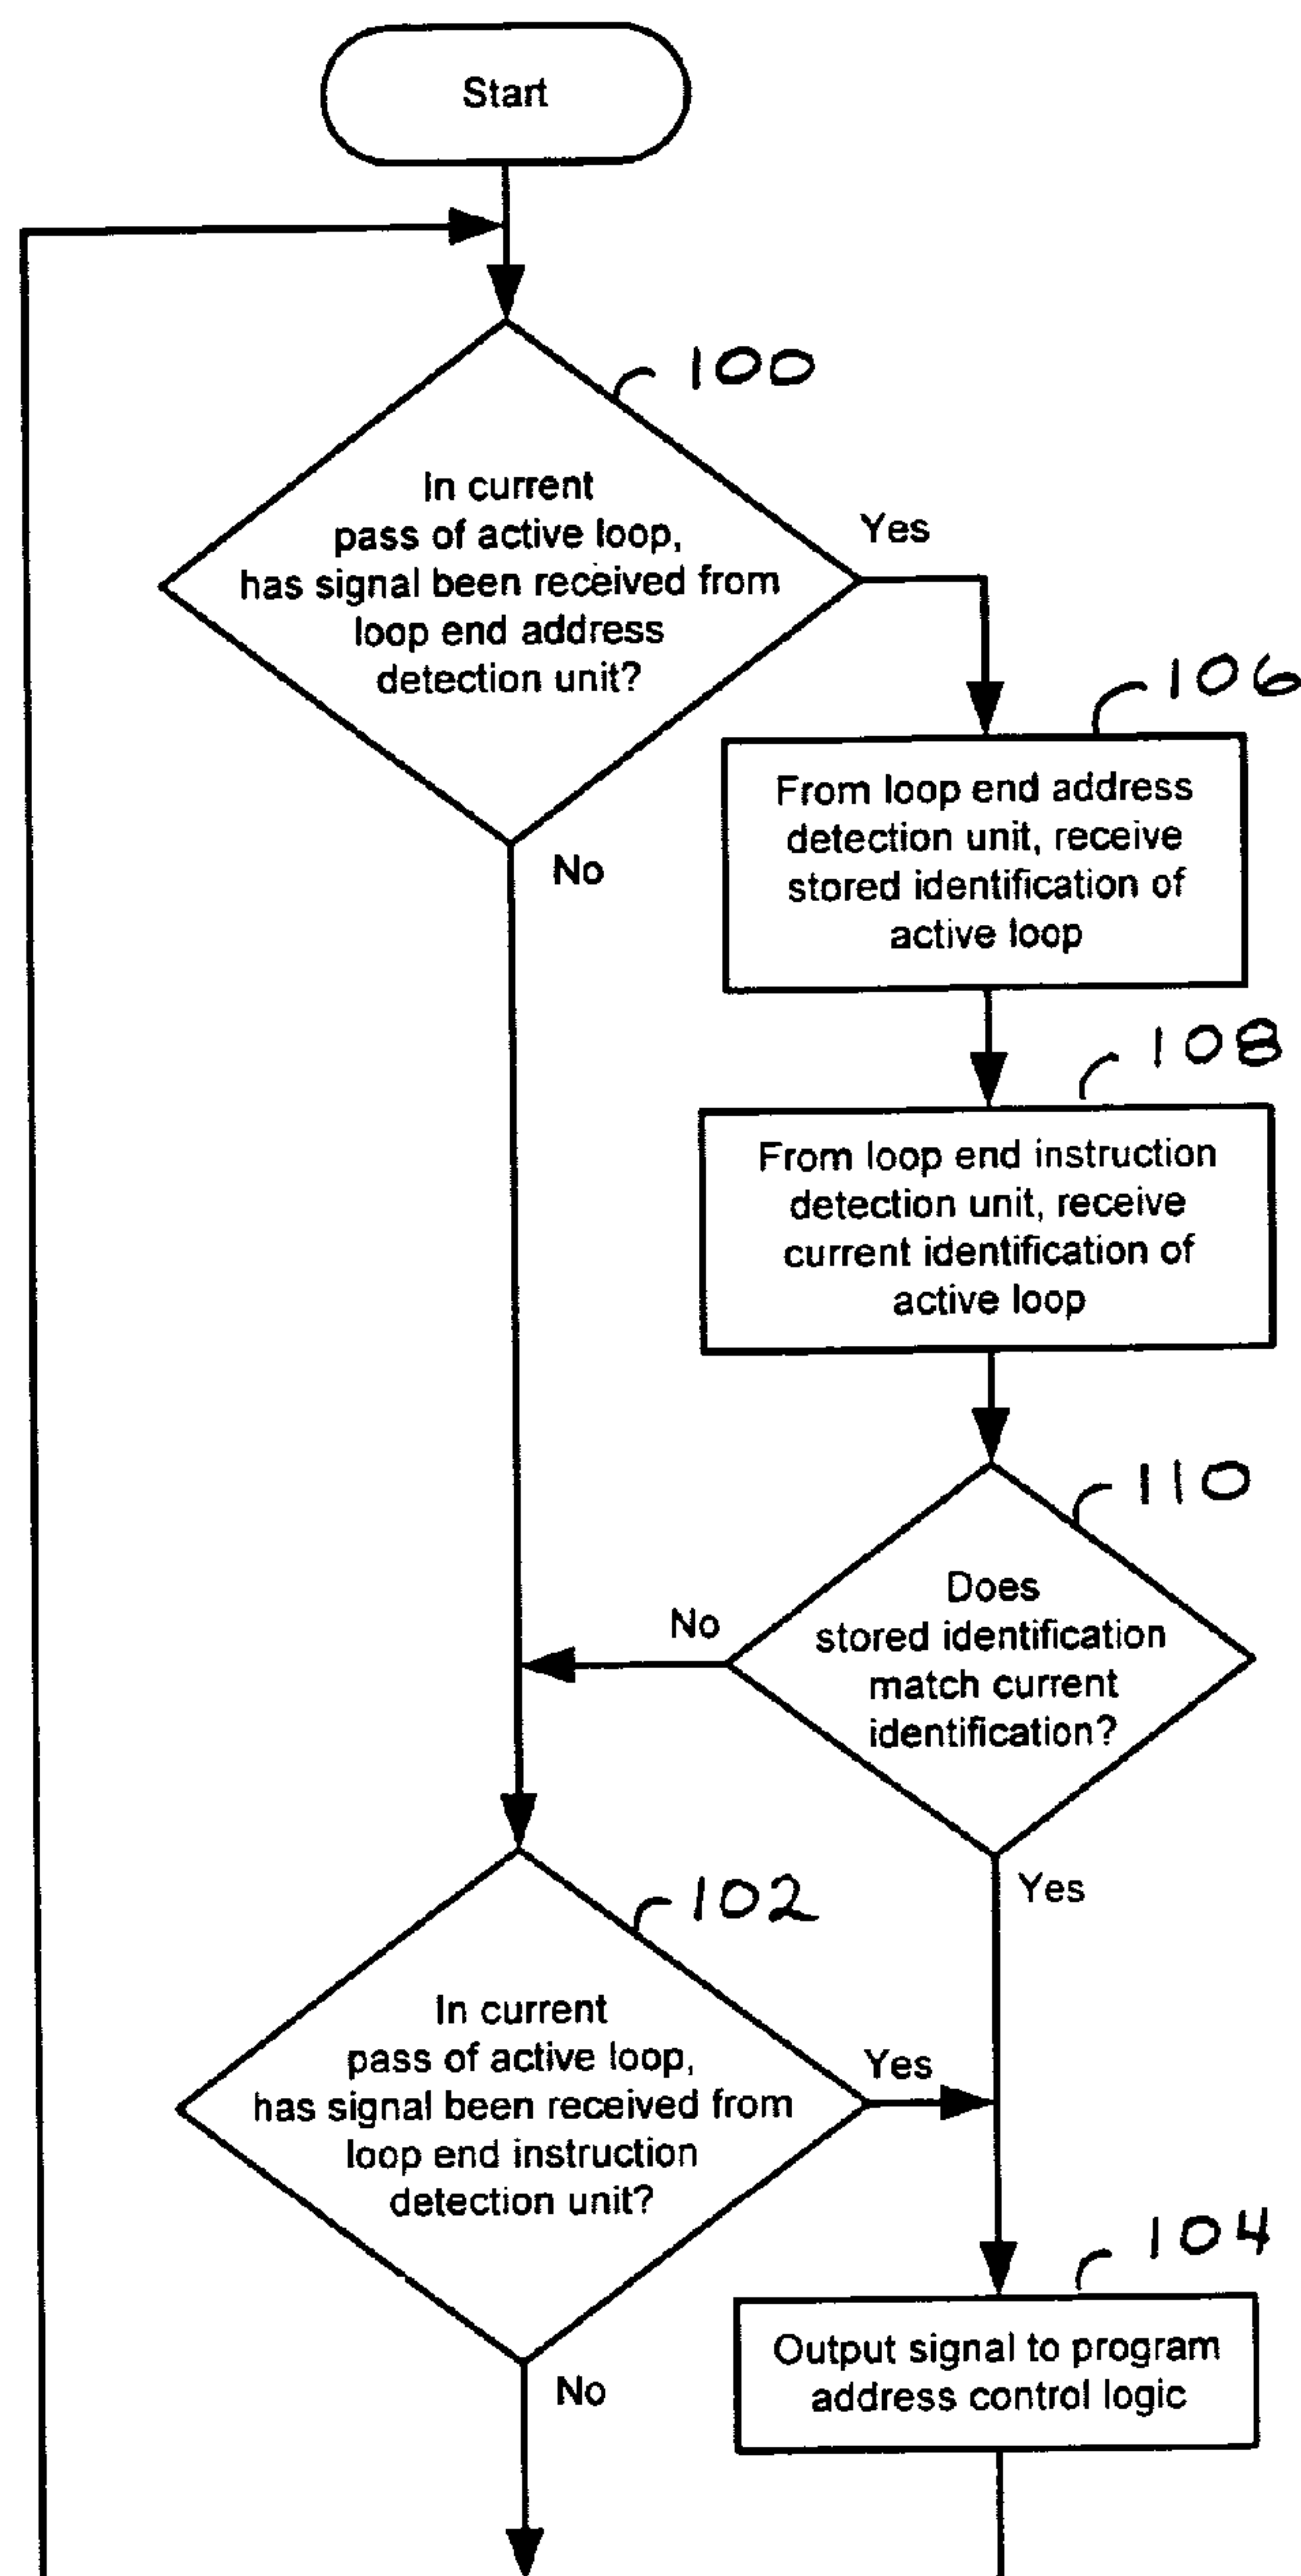 Start
100
In current
pass of active loop,
has signal been received from
loop end address
detection unit?
Yes
No
106
From loop end address
detection unit, receive
stored identification of
active loop
108
From loop end instruction
detection unit, receive
current identification of
active loop
110
Does
stored identification
match current
identification?
No
Yes
102
In current
pass of active loop,
has signal been received from
loop end instruction
detection unit?
Yes
No
104
Output signal to program
address control logic